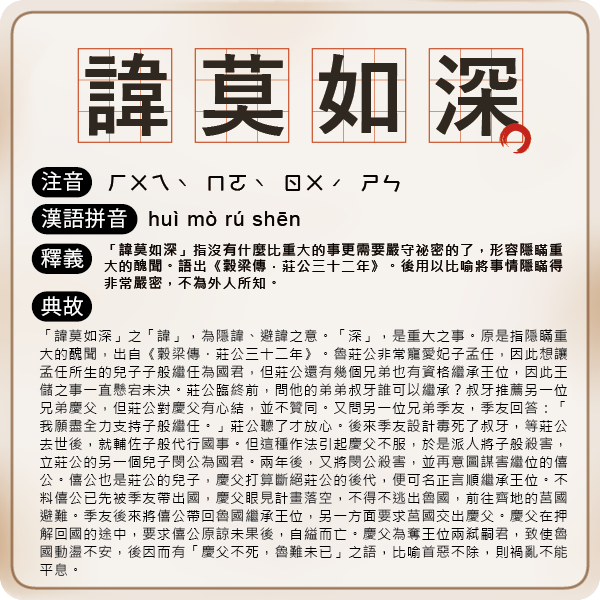 諱莫如深
注音 ㄏㄨㄟˋ ㄇㄛˋ ㄖㄨˊ ㄕㄣ
漢語拼音 huì mò rú shēn
釋義 「諱莫如深」指沒有什麼比重大的事更需要嚴守祕密的了，形容隱瞞重
大的醜聞。語出《穀梁傳．莊公三十二年》。後用以比喻將事情隱瞞得
非常嚴密，不為外人所知。
典故
「諱莫如深」之「諱」，為隱諱、避諱之意。「深」，是重大之事。原是指隱瞞重
大的醜聞，出自《穀梁傳．莊公三十二年》。魯莊公非常寵愛妃子孟任，因此想讓
孟任所生的兒子子般繼任為國君，但莊公還有幾個兄弟也有資格繼承王位，因此王
儲之事一直懸宕未決。莊公臨終前，問他的弟弟叔牙誰可以繼承？叔牙推薦另一位
兄弟慶父，但莊公對慶父有心結，並不贊同。又問另一位兄弟季友，季友回答：「
我願盡全力支持子般繼任。」莊公聽了才放心。後來季友設計毒死了叔牙，等莊公
去世後，就輔佐子般代行國事。但這種作法引起慶父不服，於是派人將子般殺害，
立莊公的另一個兒子閔公為國君。兩年後，又將閔公殺害，並再意圖謀害繼位的僖
公。僖公也是莊公的兒子，慶父打算斷絕莊公的後代，便可名正言順繼承王位。不
料僖公已先被季友帶出國，慶父眼見計畫落空，不得不逃出魯國，前往齊地的莒國
避難。季友後來將僖公帶回魯國繼承王位，另一方面要求莒國交出慶父。慶父在押
解回國的途中，要求僖公原諒未果後，自縊而亡。慶父為奪王位兩弒嗣君，致使魯
國動盪不安，後因而有「慶父不死，魯難未已」之語，比喻首惡不除，則禍亂不能
平息。